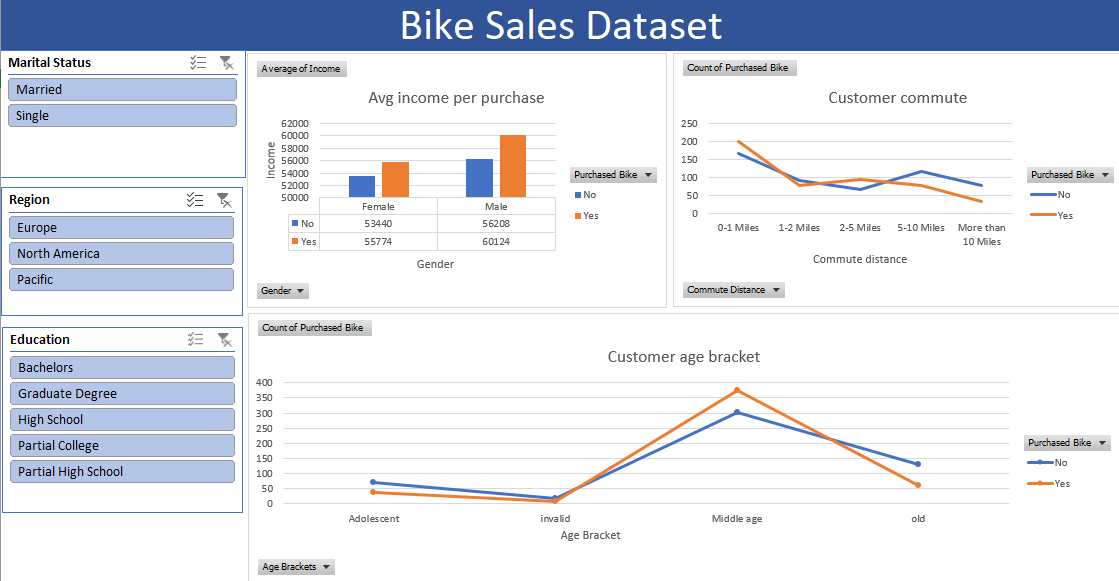 Bike Sales Dataset
Marital Status
Married
Single
Region
Europe
North America
Pacific
Education
Bachelors
Graduate Degree
High School
Partial College
Partial High School
Average of Income
Avg income per purchase
62000
60000
58000
56000
54000
52000
50000
Income
Female Male
No 53440 56208
Yes 55774 60124
Gender
Purchased Bike
No
Yes
Gender
Count of Purchased Bike
Customer commute
250
200
150
100
50
0
0-1 Miles 1-2 Miles 2-5 Miles 5-10 Miles More than
10 Miles
Commute distance
Purchased Bike
No
Yes
Commute Distance
Count of Purchased Bike
Customer age bracket
400
350
300
250
200
150
100
50
0
Adolescent invalid Middle age old
Age Bracket
Purchased Bike
No
Yes
Age Brackets